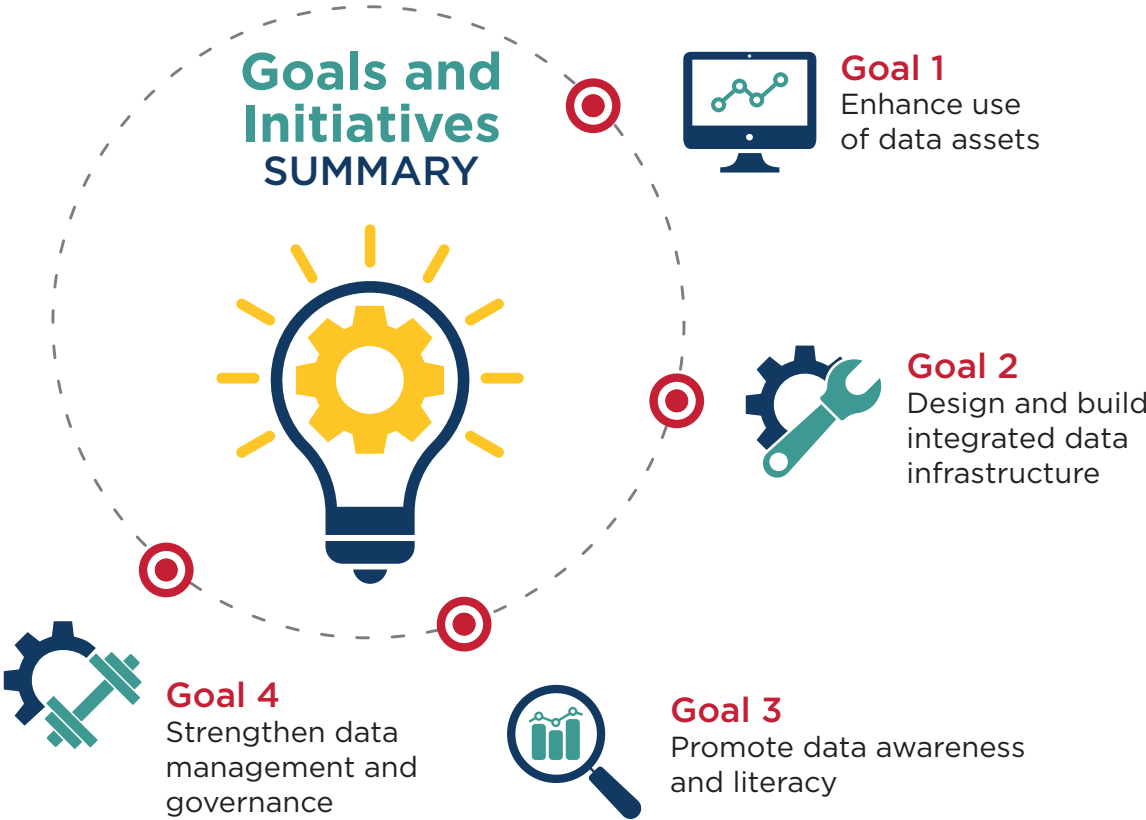 Goals and
Initiatives
SUMMARY
Goal 1
Enhance use
of data assets
Goal 2
Design and build
integrated data
infrastructure
Goal 3
Promote data awareness
and literacy
Goal 4
Strengthen data
management and
governance